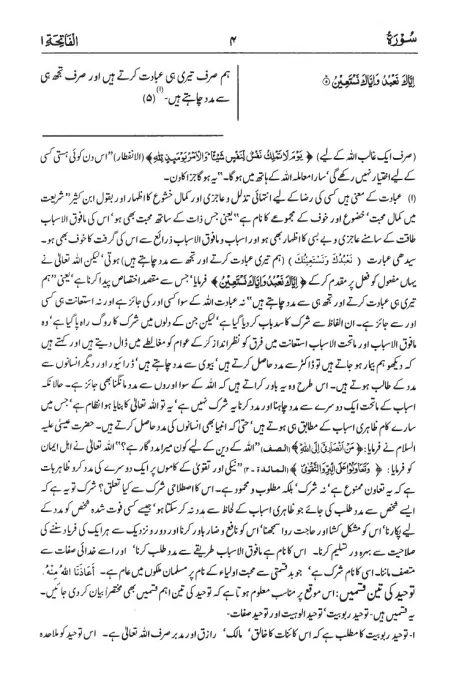 سُوۡرَةُ
۴
الۡفَاتِحَةِ ۱
اِيَّاكَ نَعۡبُدُ وَاِيَّاكَ نَسۡتَعِيۡنُ ۝
ہم صرف تیری ہی عبادت کرتے ہیں اور صرف تجھ ہی
سے مدد چاہتے ہیں۔(۱) (۵)
(صرف ایک غالب اللہ کے لیے) ﴿ يَوۡمَ لَا تَمۡلِكُ نَفۡسٌ لِّنَفۡسٍ شَيۡـًٔا ؕ وَالۡاَمۡرُ يَوۡمَٮِٕذٍ لِّلّٰهِ ﴾ (الانفطار) "اس دن کوئی ہستی کسی
کے لیے اختیار نہیں رکھے گی، سارا معاملہ اللہ کے ہاتھ میں ہو گا"۔ یہ ہو گا جزا کا دن۔
(۱) عبادت کے معنی ہیں کسی کی رضا کے لیے انتہائی تذلل و عاجزی اور کمال خشوع کا اظہار اور بقول ابن کثیر "شریعت
میں کمال محبت، خضوع اور خوف کے مجموعے کا نام ہے" یعنی جس ذات کے ساتھ محبت بھی ہو، اس کی مافوق الاسباب
طاقت کے سامنے عاجزی و بے بسی کا اظہار بھی ہو اور اسباب و مافوق الاسباب ذرائع سے اس کی گرفت کا خوف بھی ہو۔
سیدھی عبارت (نَعۡبُدُكَ وَنَسۡتَعِيۡنُكَ) (ہم تیری عبادت کرتے اور تجھ سے مدد چاہتے ہیں) ہوتی، لیکن اللہ تعالیٰ نے
یہاں مفعول کو فعل پر مقدم کر کے ﴿ اِيَّاكَ نَعۡبُدُ وَاِيَّاكَ نَسۡتَعِيۡنُ ﴾ فرمایا، جس سے مقصد اختصاص پیدا کرنا ہے، یعنی "ہم
تیری ہی عبادت کرتے اور تجھ ہی سے مدد چاہتے ہیں" نہ عبادت اللہ کے سوا کسی اور کی جائز ہے اور نہ استعانت ہی کسی
اور سے جائز ہے۔ ان الفاظ سے شرک کا سدباب کر دیا گیا ہے، لیکن جن کے دلوں میں شرک کا روگ راہ پا گیا ہے، وہ
مافوق الاسباب اور ماتحت الاسباب استعانت میں فرق کو نظرانداز کر کے عوام کو مغالطے میں ڈال دیتے ہیں اور کہتے ہیں
کہ دیکھو ہم بیمار ہو جاتے ہیں تو ڈاکٹر سے مدد حاصل کرتے ہیں، بیوی سے مدد چاہتے ہیں، ڈرائیور اور دیگر انسانوں سے
مدد کے طالب ہوتے ہیں۔ اس طرح وہ یہ باور کراتے ہیں کہ اللہ کے سوا اوروں سے مدد مانگنا بھی جائز ہے۔ حالانکہ
اسباب کے ماتحت ایک دوسرے سے مدد چاہنا اور مدد کرنا یہ شرک نہیں ہے، یہ تو اللہ تعالیٰ کا بنایا ہوا نظام ہے، جس میں
سارے کام ظاہری اسباب کے مطابق ہی ہوتے ہیں، حتیٰ کہ انبیا بھی انسانوں کی مدد حاصل کرتے ہیں۔ حضرت عیسیٰ علیہ
السلام نے فرمایا: ﴿ مَنۡ اَنۡصَارِىۡۤ اِلَى اللّٰهِ ﴾ (الصف) "اللہ کے دین کے لیے کون میرا مددگار ہے؟" اللہ تعالیٰ نے اہل ایمان
کو فرمایا: ﴿ وَتَعَاوَنُوۡا عَلَى الۡبِرِّ وَالتَّقۡوٰى ﴾ (المائدة۔۲) "نیکی اور تقویٰ کے کاموں پر ایک دوسرے کی مدد کرو" ظاہر بات
ہے کہ یہ تعاون ممنوع ہے، نہ شرک، بلکہ مطلوب و محمود ہے۔ اس کا اصطلاحی شرک سے کیا تعلق؟ شرک تو یہ ہے کہ
ایسے شخص سے مدد طلب کی جائے جو ظاہری اسباب کے لحاظ سے مدد نہ کر سکتا ہو، جیسے کسی فوت شدہ شخص کو مدد کے
لیے پکارنا، اس کو مشکل کشا اور حاجت روا سمجھنا، اس کو نافع و ضار باور کرنا اور دور و نزدیک سے ہر ایک کی فریاد سننے کی
صلاحیت سے بہرہ ور تسلیم کرنا۔ اس کا نام ہے مافوق الاسباب طریقے سے مدد طلب کرنا، اور اسے خدائی صفات سے
متصف ماننا۔ اسی کا نام شرک ہے، جو بدقسمتی سے محبت اولیاء کے نام پر مسلمان ملکوں میں عام ہے۔ أَعَاذَنَا اللهُ مِنْهُ۔
توحید کی تین قسمیں: اس موقع پر مناسب معلوم ہوتا ہے کہ توحید کی تین اہم قسمیں بھی مختصراً بیان کر دی جائیں۔
یہ قسمیں ہیں۔ توحید ربوبیت، توحید الوہیت اور توحید صفات۔
۱۔ توحید ربوبیت کا مطلب ہے کہ اس کائنات کا خالق، مالک، رازق اور مدبر صرف اللہ تعالیٰ ہے۔ اس توحید کو ملاحدہ